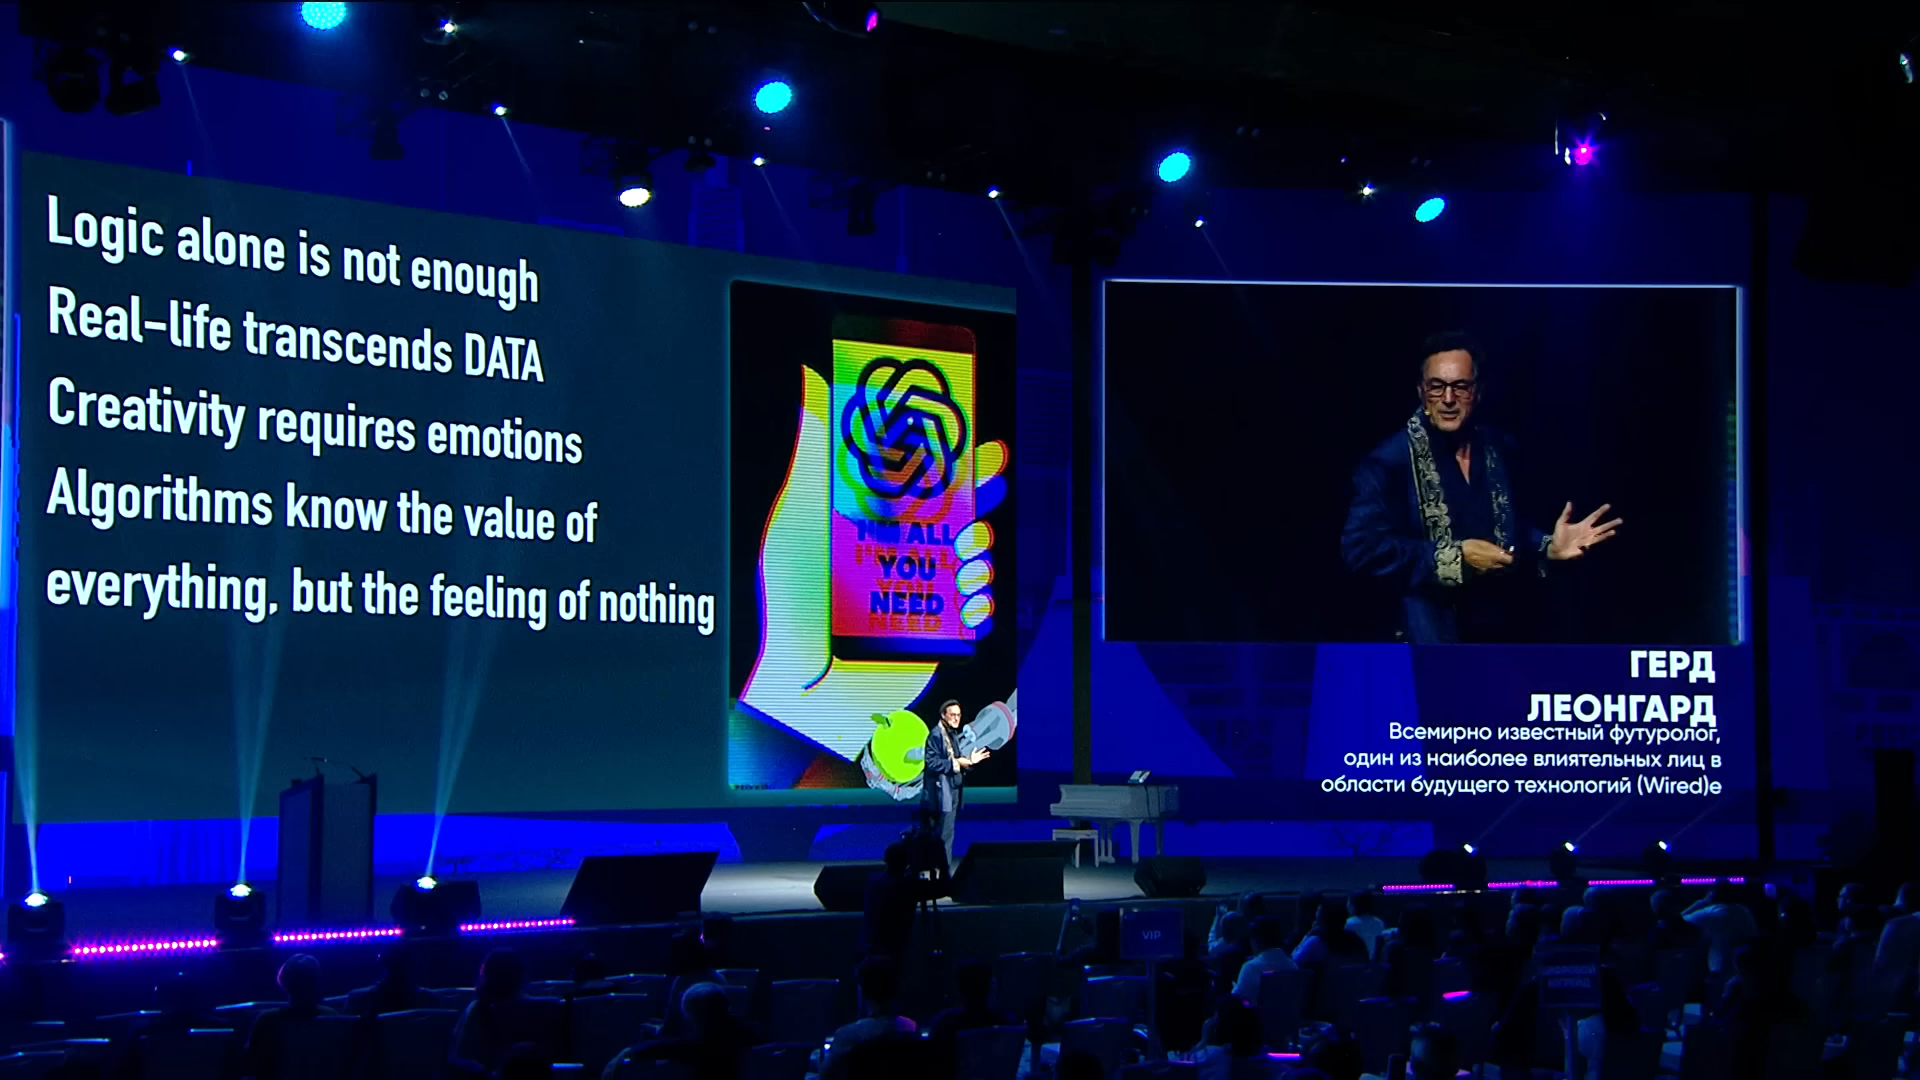 Logic alone is not enough
Real-life transcends DATA
Creativity requires emotions
Algorithms know the value of
everything, but the feeling of nothing
I'M ALL
YOU
NEED
ГЕРД
ЛЕОНГАРД
Всемирно известный футуролог,
один из наиболее влиятельных лиц в
области будущего технологий (Wired)е
VIP